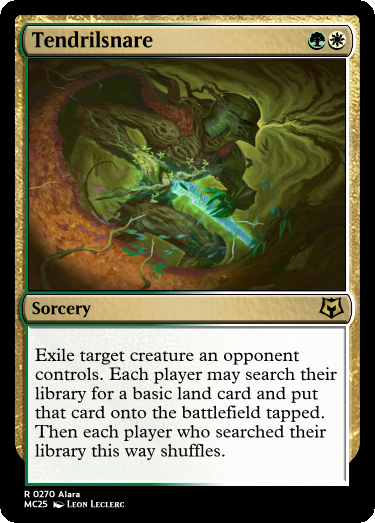 Tendrilsnare
Sorcery
Exile target creature an opponent
controls. Each player may search their
library for a basic land card and put
that card onto the battlefield tapped.
Then each player who searched their
library this way shuffles.
R 0270 Alara
MC25 Leon Leclerc